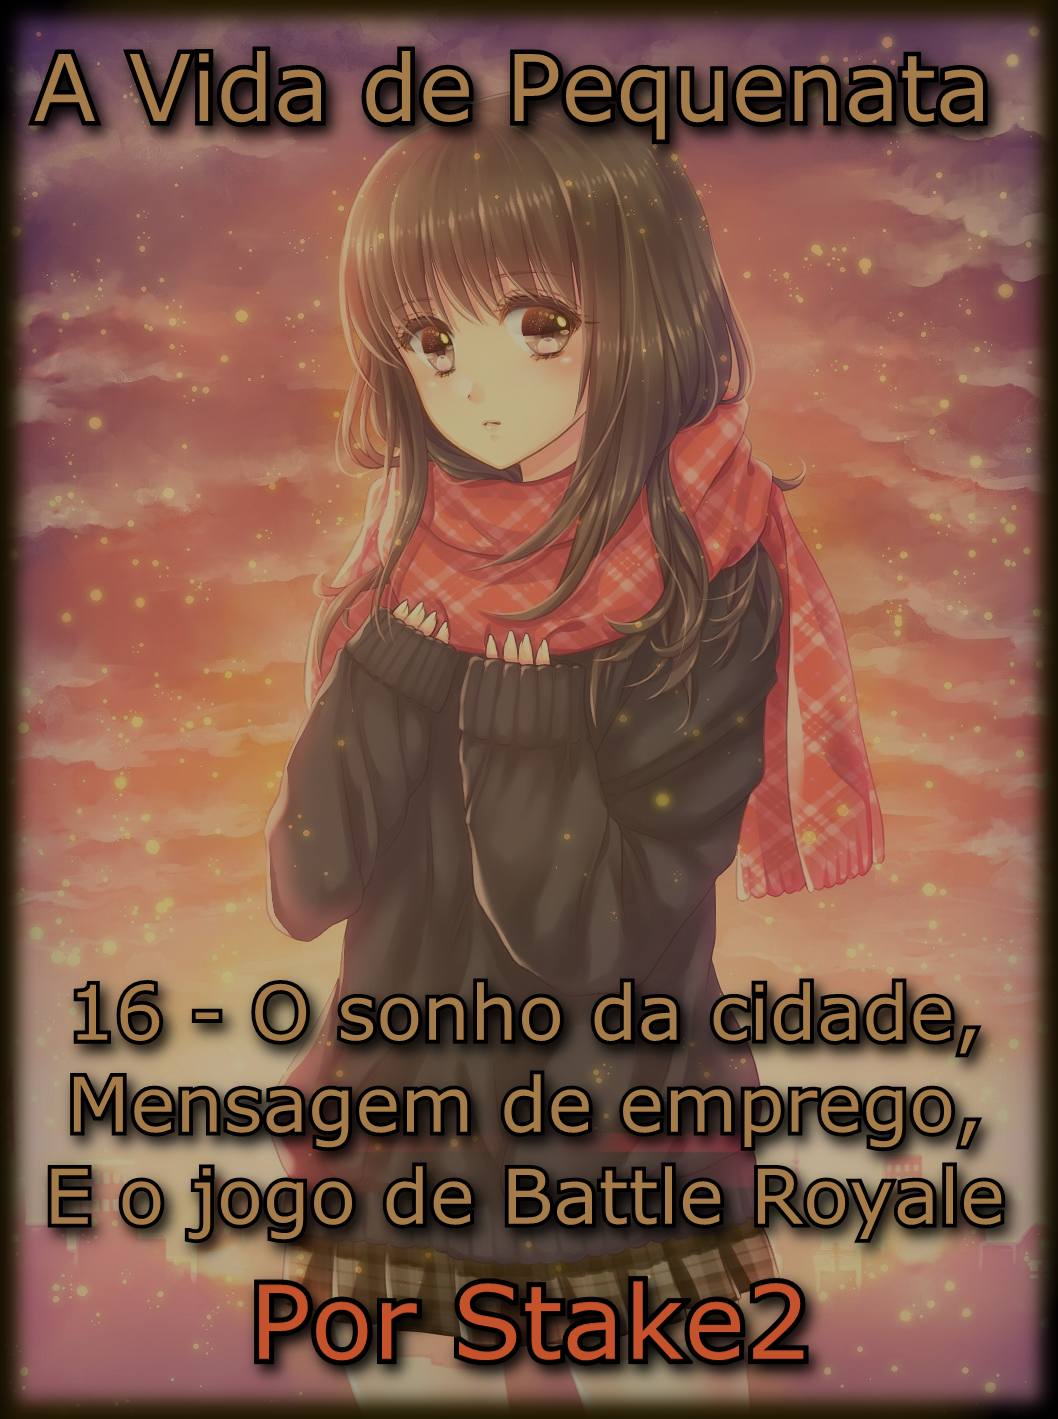 A Vida de Pequenata
16 - O sonho da cidade,
Mensagem de emprego,
E o jogo de Battle Royale
Por Stake2